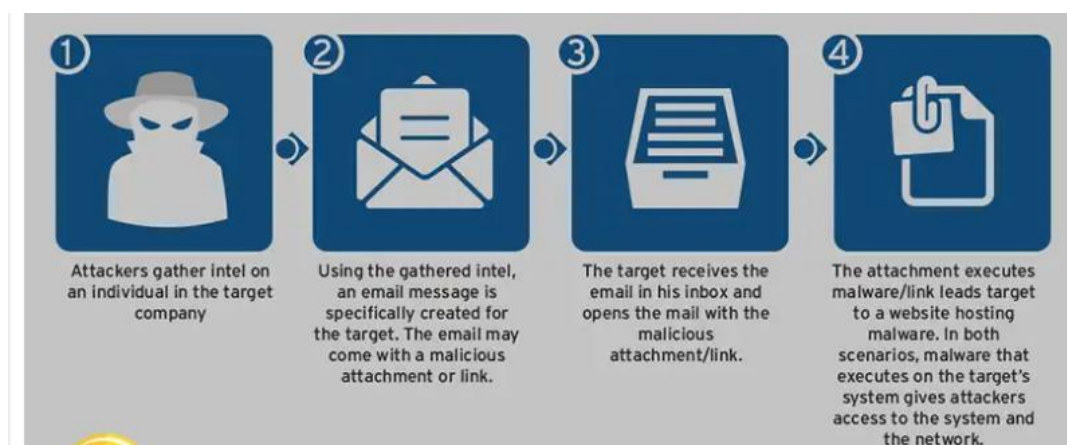 1
Attackers gather intel on
an individual in the target
company
2
Using the gathered intel,
an email message is
specifically created for
the target. The email may
come with a malicious
attachment or link.
3
The target receives the
email in his inbox and
opens the mail with the
malicious
attachment/link.
4
The attachment executes
malware/link leads target
to a website hosting
malware. In both
scenarios, malware that
executes on the target's
system gives attackers
access to the system and
the network.